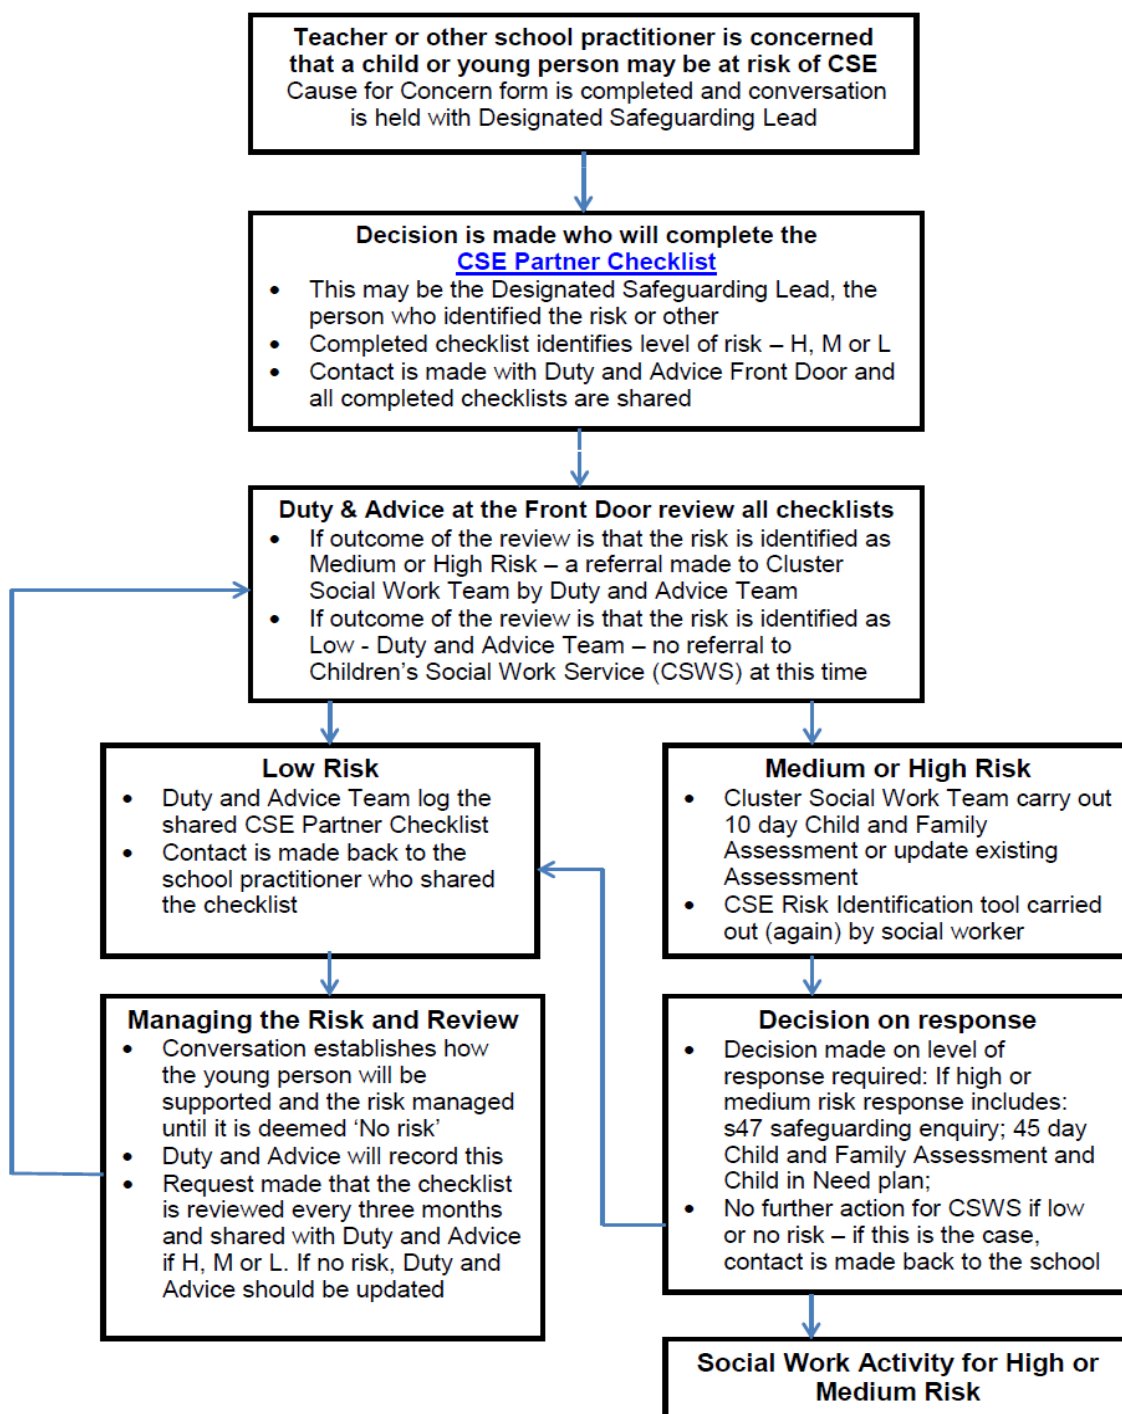 Teacher or other school practitioner is concerned
that a child or young person may be at risk of CSE
Cause for Concern form is completed and conversation
is held with Designated Safeguarding Lead
Decision is made who will complete the
CSE Partner Checklist
• This may be the Designated Safeguarding Lead, the
person who identified the risk or other
• Completed checklist identifies level of risk – H, M or L
• Contact is made with Duty and Advice Front Door and
all completed checklists are shared
Duty & Advice at the Front Door review all checklists
• If outcome of the review is that the risk is identified as
Medium or High Risk – a referral made to Cluster
Social Work Team by Duty and Advice Team
• If outcome of the review is that the risk is identified as
Low - Duty and Advice Team – no referral to
Children's Social Work Service (CSWS) at this time
Low Risk
• Duty and Advice Team log the
shared CSE Partner Checklist
• Contact is made back to the
school practitioner who shared
the checklist
Medium or High Risk
• Cluster Social Work Team carry out
10 day Child and Family
Assessment or update existing
Assessment
• CSE Risk Identification tool carried
out (again) by social worker
Managing the Risk and Review
• Conversation establishes how
the young person will be
supported and the risk managed
until it is deemed ‘No risk’
• Duty and Advice will record this
• Request made that the checklist
is reviewed every three months
and shared with Duty and Advice
if H, M or L. If no risk, Duty and
Advice should be updated
Decision on response
• Decision made on level of
response required: If high or
medium risk response includes:
s47 safeguarding enquiry; 45 day
Child and Family Assessment and
Child in Need plan;
• No further action for CSWS if low
or no risk – if this is the case,
contact is made back to the school
Social Work Activity for High or
Medium Risk